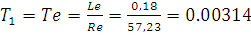 T₁ = Te = Le/Re = 0,18/57,23 = 0.00314